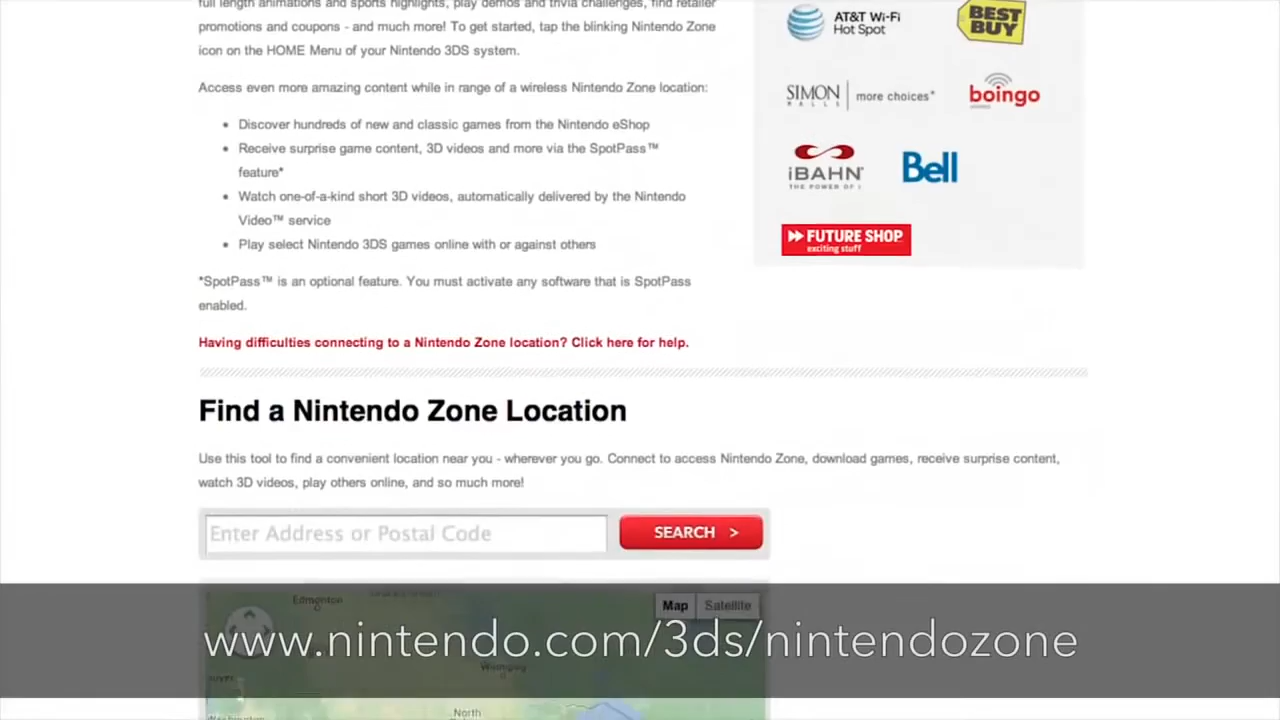 full length animations and sports highlights, play demos and trivia challenges, find retailer
promotions and coupons - and much more! To get started, tap the blinking Nintendo Zone
icon on the HOME Menu of your Nintendo 3DS system.
Access even more amazing content while in range of a wireless Nintendo Zone location:
• Discover hundreds of new and classic games from the Nintendo eShop
• Receive surprise game content, 3D videos and more via the SpotPass™
feature*
• Watch one-of-a-kind short 3D videos, automatically delivered by the Nintendo
Video™ service
• Play select Nintendo 3DS games online with or against others
*SpotPass™ is an optional feature. You must activate any software that is SpotPass
enabled.
Having difficulties connecting to a Nintendo Zone location? Click here for help.
AT&T Wi-Fi
Hot Spot
BEST
BUY
SIMON
MALLS
more choices*
boingo
iBAHN
THE POWER OF i
Bell
FUTURE SHOP
exciting stuff
Find a Nintendo Zone Location
Use this tool to find a convenient location near you - wherever you go. Connect to access Nintendo Zone, download games, receive surprise content,
watch 3D videos, play others online, and so much more!
Enter Address or Postal Code
SEARCH >
Edmonton
Map
Satellite
www.nintendo.com/3ds/nintendozone
Winnipeg
Washington
North